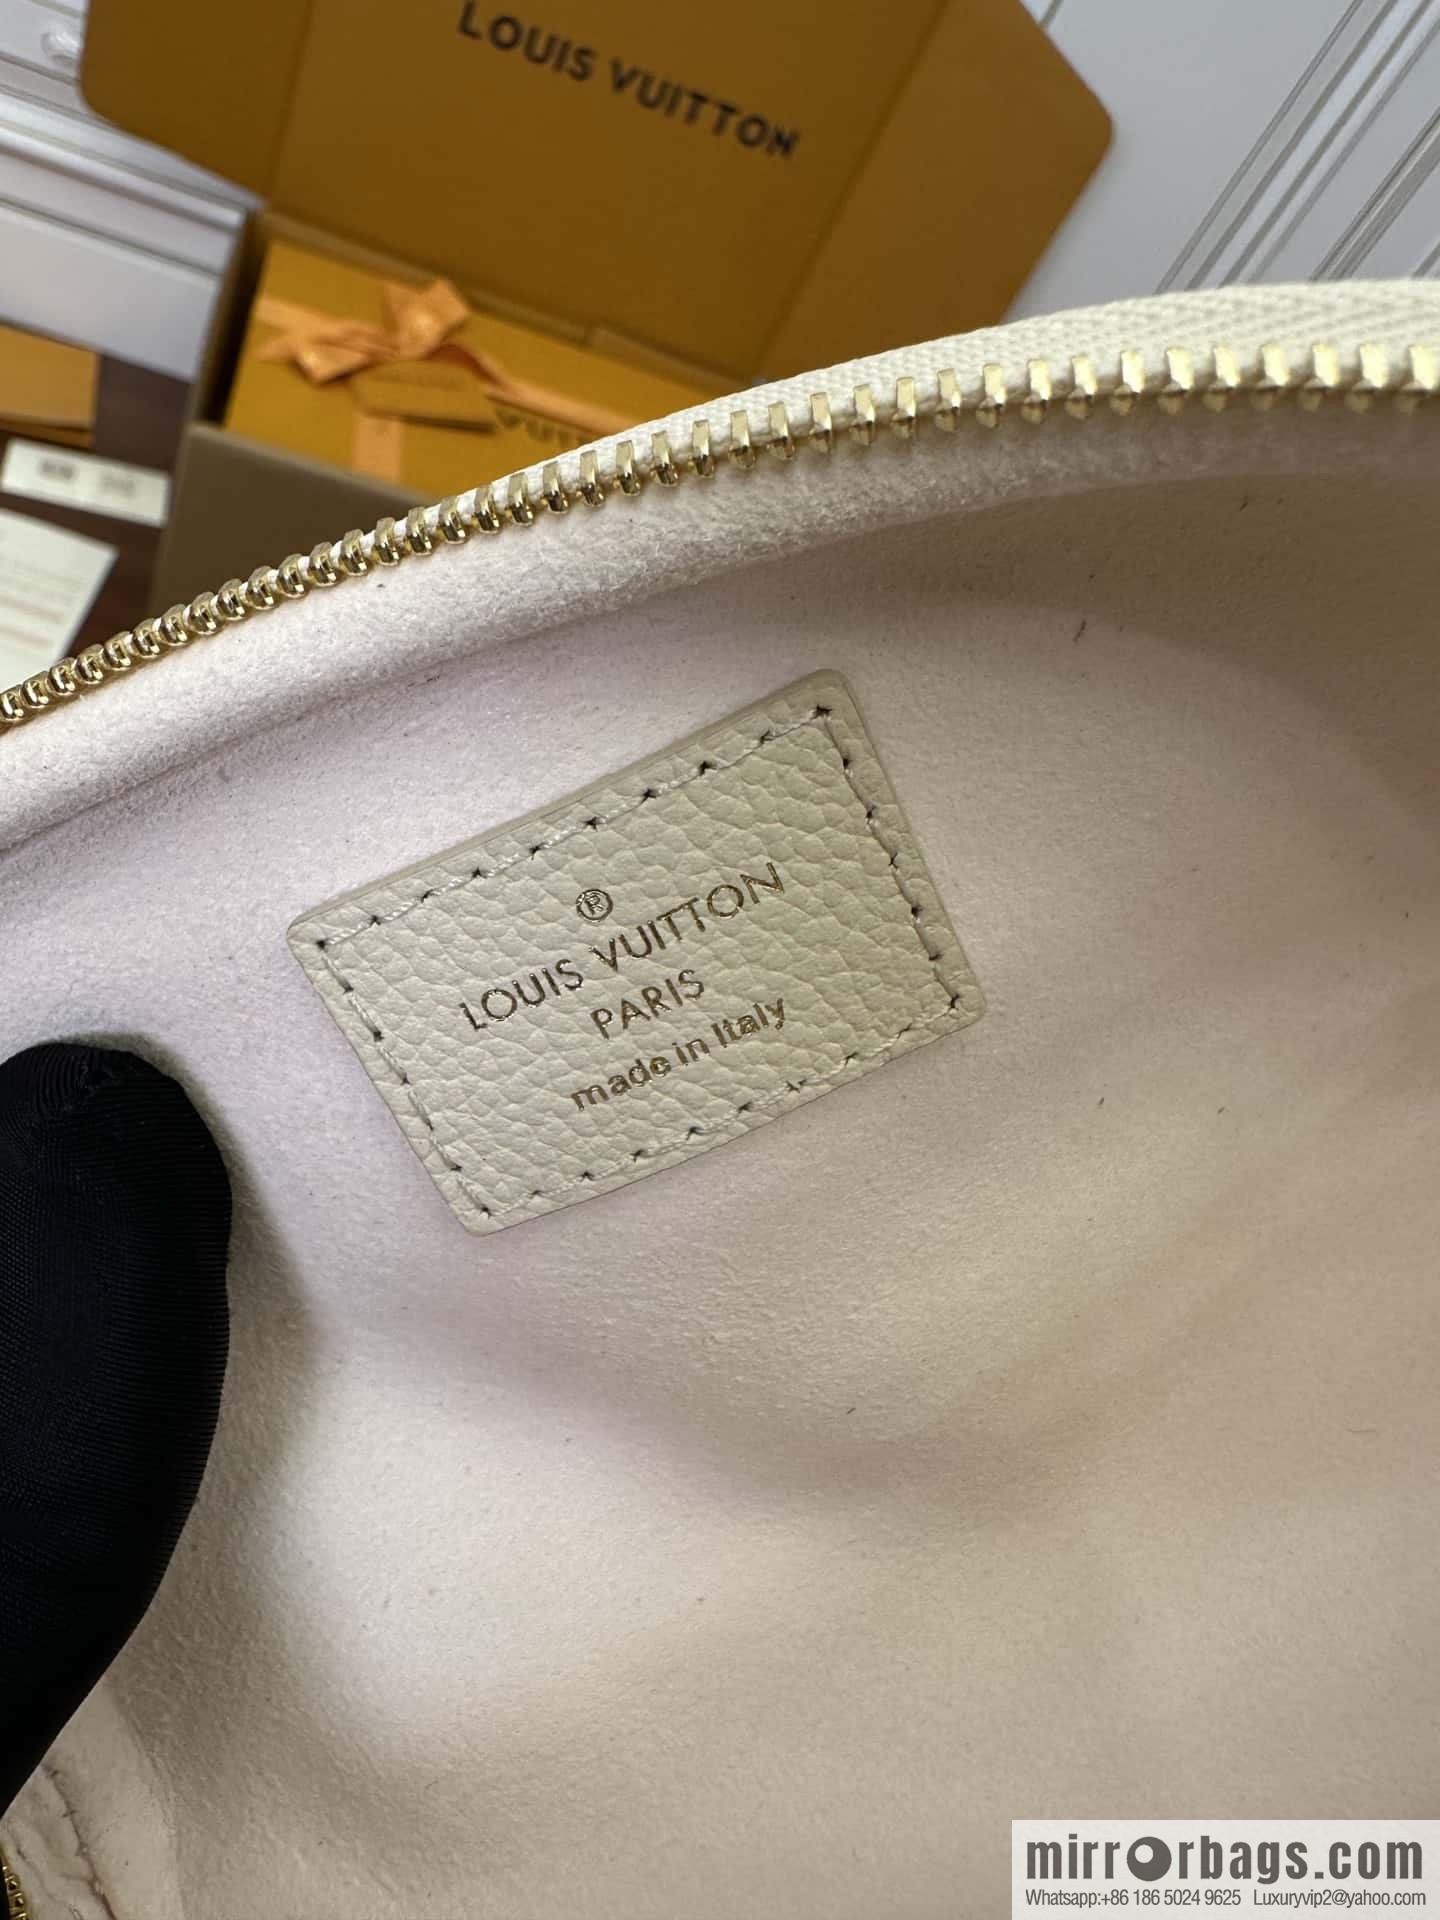 LOUIS VUITTON
®
LOUIS VUITTON
PARIS
made in Italy
mirrorbags.com
Whatsapp:+86 186 5024 9625 Luxuryvip2@yahoo.com